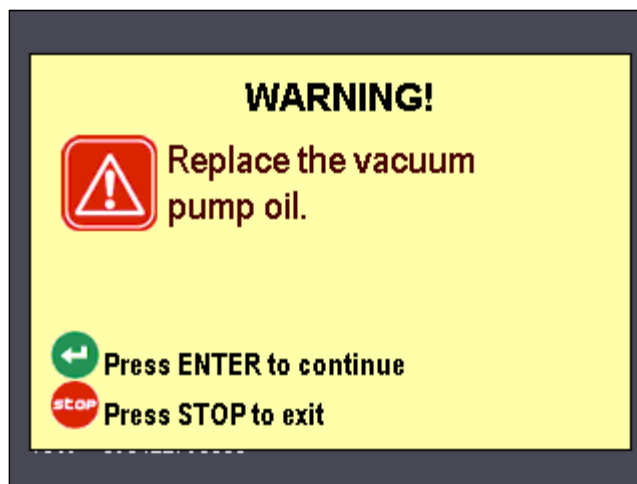 WARNING!
Replace the vacuum
pump oil.
Press ENTER to continue
stop Press STOP to exit